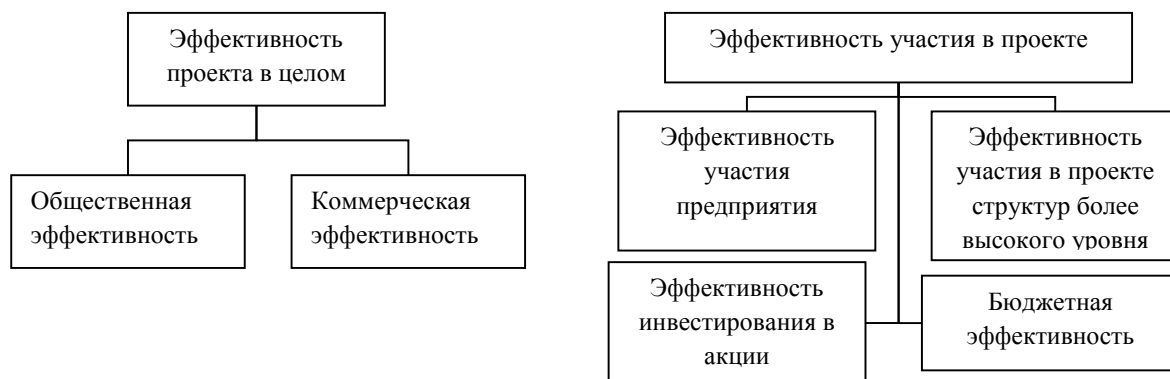 Эффективность
проекта в целом
Общественная
эффективность
Коммерческая
эффективность
Эффективность участия в проекте
Эффективность
участия
предприятия
Эффективность
участия в проекте
структур более
высокого уровня
Эффективность
инвестирования в
акции
Бюджетная
эффективность